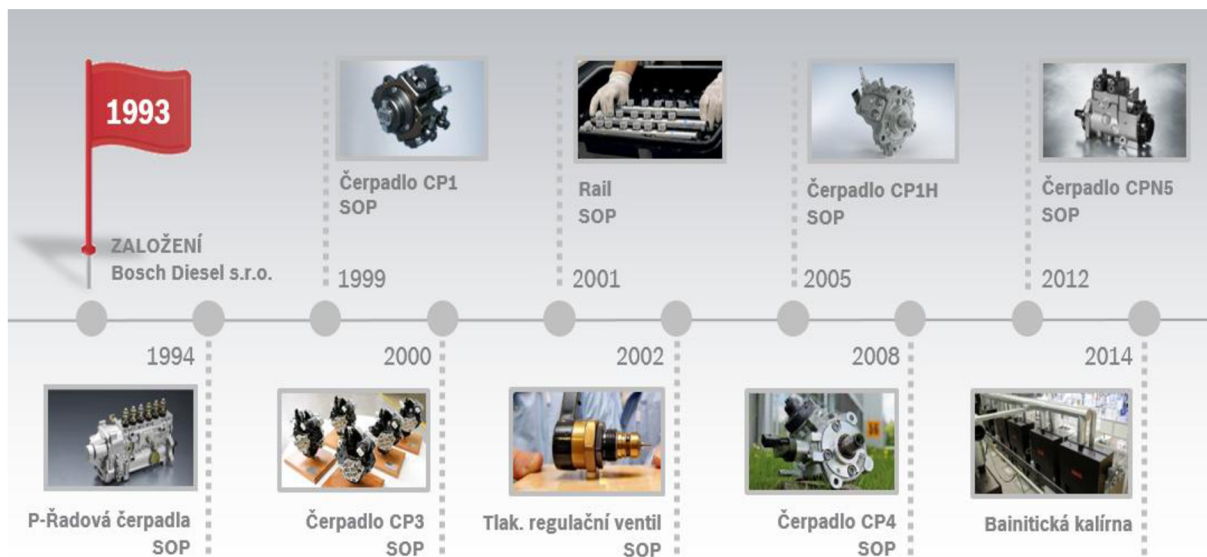 1993
ZALOŽENÍ
Bosch Diesel s.r.o.
Čerpadlo CP1
SOP
1999
Rail
SOP
2001
Čerpadlo CP1H
SOP
2005
Čerpadlo CPN5
SOP
2012
1994
P-Řadová čerpadla
SOP
2000
Čerpadlo CP3
SOP
2002
Tlak. regulační ventil
SOP
2008
Čerpadlo CP4
SOP
2014
Bainitická kalírna